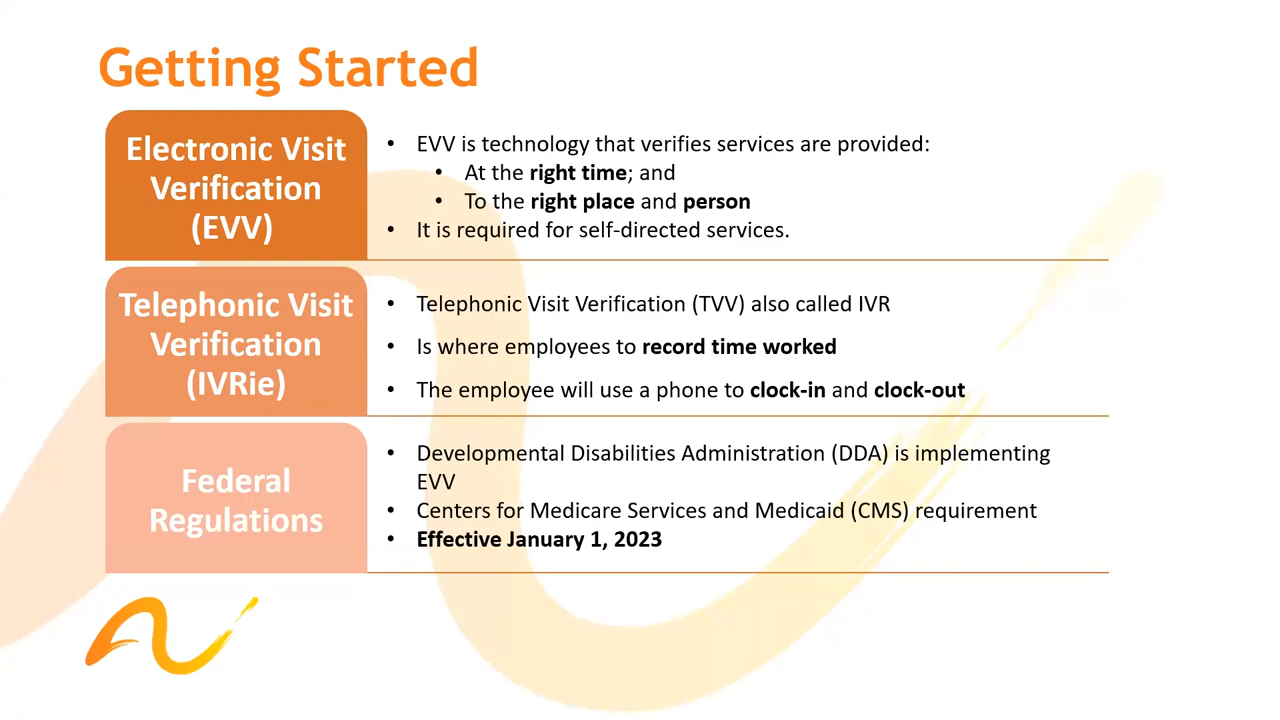 Getting Started
Electronic Visit
Verification
(EVV)
• EVV is technology that verifies services are provided:
• At the right time; and
• To the right place and person
• It is required for self-directed services.
Telephonic Visit
Verification
(IVRie)
• Telephonic Visit Verification (TVV) also called IVR
• Is where employees to record time worked
• The employee will use a phone to clock-in and clock-out
Federal
Regulations
• Developmental Disabilities Administration (DDA) is implementing
EVV
• Centers for Medicare Services and Medicaid (CMS) requirement
• Effective January 1, 2023